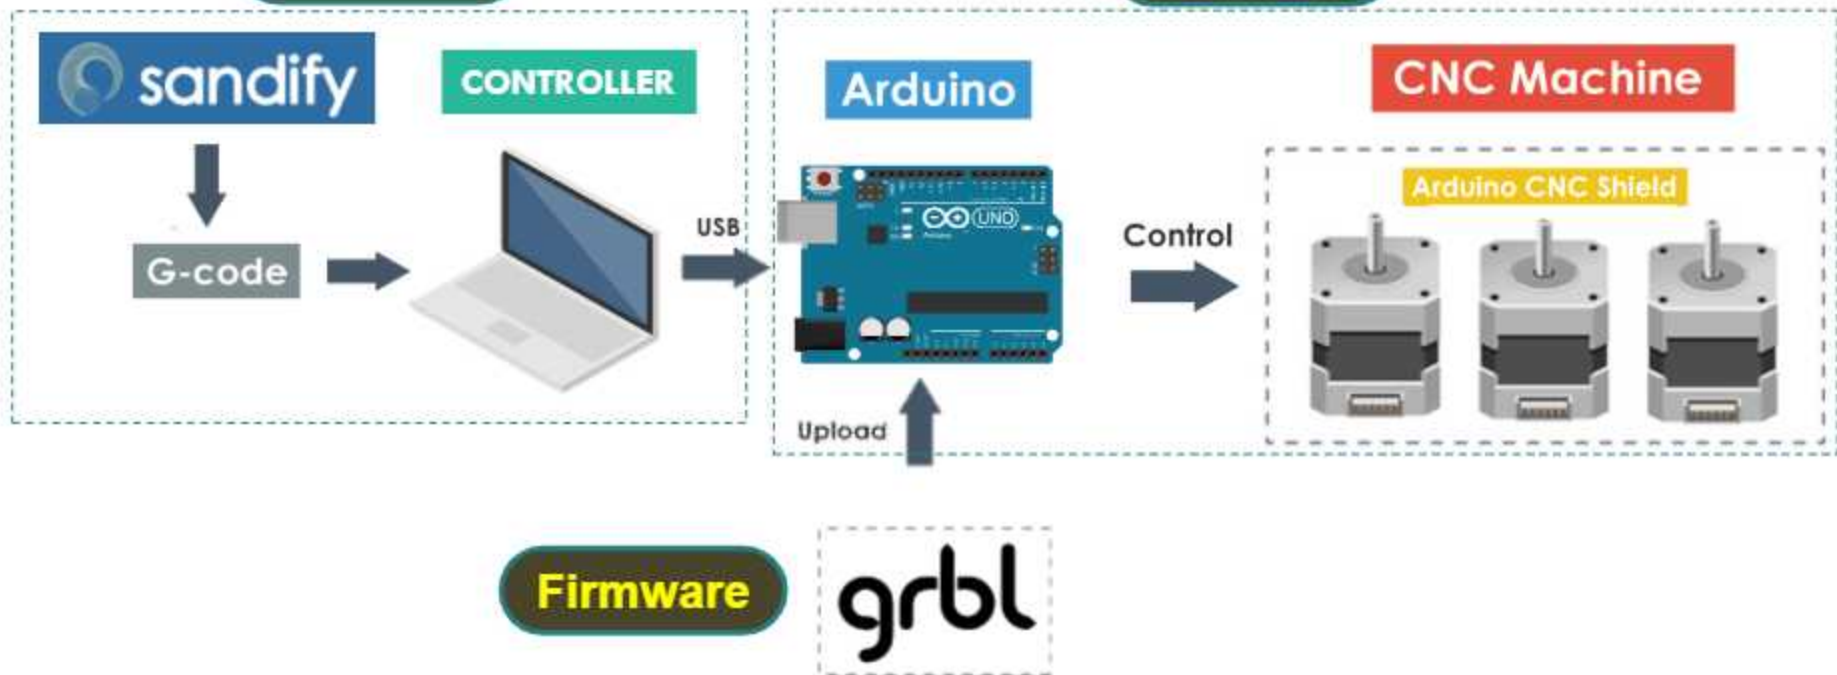 sandify
CONTROLLER
Arduino
CNC Machine
Arduino CNC Shield
UNO
USB
Control
G-code
Upload
Firmware
grbl